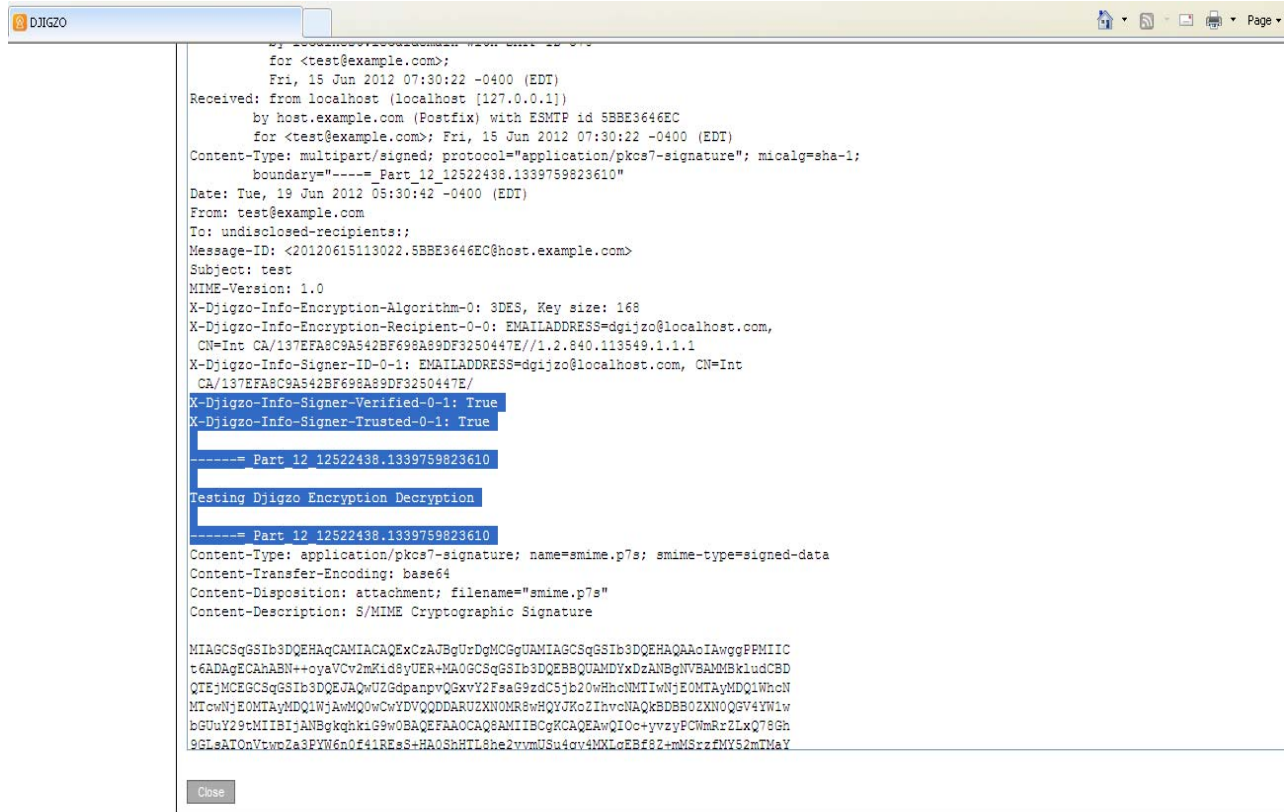 DJIGZO
Page
for <test@example.com>;
Fri, 15 Jun 2012 07:30:22 -0400 (EDT)
Received: from localhost (localhost [127.0.0.1])
by host.example.com (Postfix) with ESMTP id 5BBE3646EC
for <test@example.com>; Fri, 15 Jun 2012 07:30:22 -0400 (EDT)
Content-Type: multipart/signed; protocol="application/pkcs7-signature"; micalg=sha-1;
boundary="----=_Part_12_12522438.1339759823610"
Date: Tue, 19 Jun 2012 05:30:42 -0400 (EDT)
From: test@example.com
To: undisclosed-recipients:;
Message-ID: <20120615113022.5BBE3646EC@host.example.com>
Subject: test
MIME-Version: 1.0
X-Djigzo-Info-Encryption-Algorithm-0: 3DES, Key size: 168
X-Djigzo-Info-Encryption-Recipient-0-0: EMAILADDRESS=dgijzo@localhost.com,
CN=Int CA/137EFA8C9A542BF698A89DF3250447E//1.2.840.113549.1.1.1
X-Djigzo-Info-Signer-ID-0-1: EMAILADDRESS=dgijzo@localhost.com, CN=Int
CA/137EFA8C9A542BF698A89DF3250447E/
X-Djigzo-Info-Signer-Verified-0-1: True
X-Djigzo-Info-Signer-Trusted-0-1: True
------=_Part_12_12522438.1339759823610
Testing Djigzo Encryption Decryption
------=_Part_12_12522438.1339759823610
Content-Type: application/pkcs7-signature; name=smime.p7s; smime-type=signed-data
Content-Transfer-Encoding: base64
Content-Disposition: attachment; filename="smime.p7s"
Content-Description: S/MIME Cryptographic Signature
MIAGCSqGSIb3DQEHAqCAMIACAQExCzAJBgUrDgMCGgUAMIAGCSqGSIb3DQEHAQAAoIAwggPPMIIC
t6ADAgECAhABN++oyaVCv2mKid8yUER+MA0GCSqGSIb3DQEBBQUAMDYxDzANBgNVBAMMBkludCBD
QTEjMCEGCSqGSIb3DQEJAQwUZGdpanpvQGxvY2FsaG9zdC5jb20wHhcNMTIwNjE0MTAyMDQ1WhcN
MTcwNjE0MTAyMDQ1WjAwMQ0wCwYDVQQDDARUZXN0MR8wHQYJKoZIhvcNAQkBDBB0ZXN0QGV4YW1w
bGUuY29tMIIBIjANBgkqhkiG9w0BAQEFAAOCAQ8AMIIBCgKCAQEAwQIOc+yvzyPCWmRrZLxQ78Gh
Close